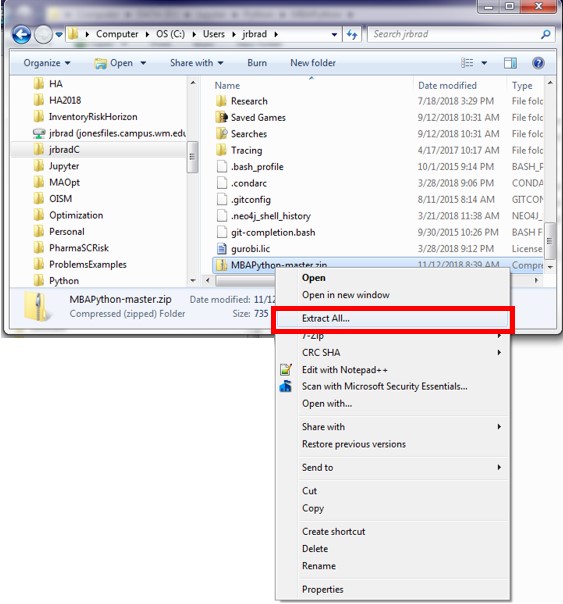 Computer ▸ OS (C:) ▸ Users ▸ jrbrad
Search jrbrad
Organize Open Share with Burn New folder
HA
HA2018
InventoryRiskHorizon
jrbrad (jonesfiles.campus.wm.edu
jrbradC
Jupyter
MAOpt
OISM
Optimization
Personal
PharmaSCRisk
ProblemsExamples
Python
Name Date modified Type
Research 7/18/2018 3:29 PM File folc
Saved Games 9/12/2018 10:31 AM File folc
Searches 9/12/2018 10:31 AM File folc
Tracing 4/17/2017 10:17 AM File folc
.bash_profile 10/1/2015 9:14 PM BASH_P
.condarc 3/28/2018 9:06 PM CONDA
.gitconfig 8/11/2015 8:14 AM GITCON
.neo4j_shell_history 3/21/2018 11:38 AM NEO4J_
git-completion.bash 9/30/2015 10:26 PM BASH F
gurobi.lic 3/28/2018 9:12 PM License
MBAPython-master.zip 11/12/2018 8:39 AM Compre
MBAPython-master.zip Date modified: 11/12
Compressed (zipped) Folder Size: 735
Open
Open in new window
Extract All...
7-Zip
CRC SHA
Edit with Notepad++
Scan with Microsoft Security Essentials...
Open with...
Share with
Restore previous versions
Send to
Cut
Copy
Create shortcut
Delete
Rename
Properties